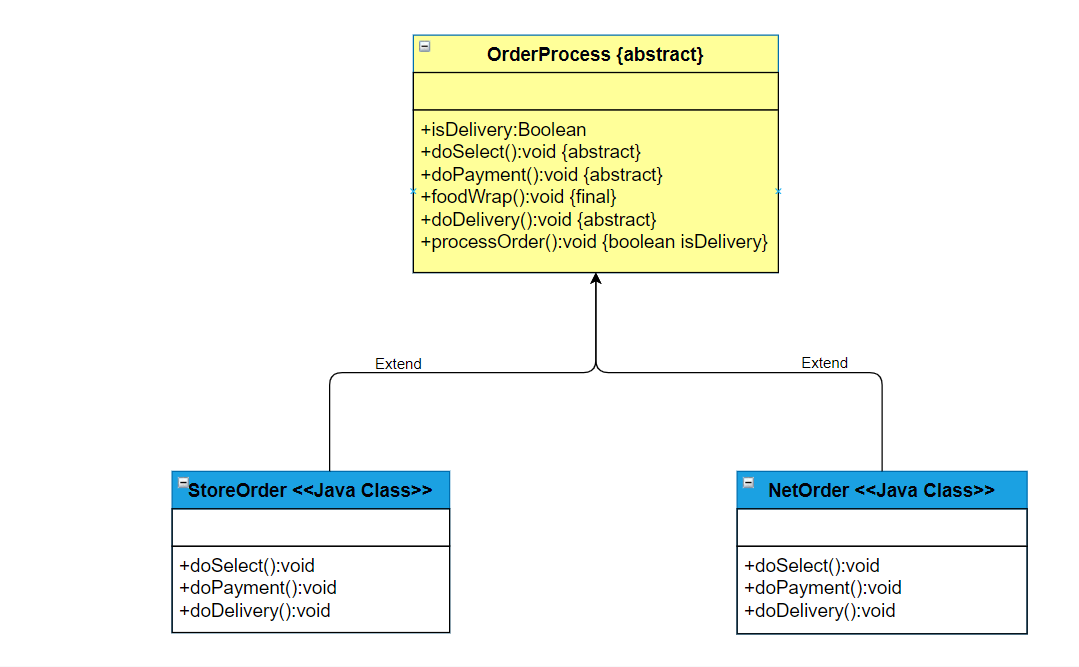 OrderProcess {abstract}
+isDelivery:Boolean
+doSelect():void {abstract}
+doPayment():void {abstract}
+foodWrap():void {final}
+doDelivery():void {abstract}
+processOrder():void {boolean isDelivery}
Extend
Extend
StoreOrder <<Java Class>>
+doSelect():void
+doPayment():void
+doDelivery():void
NetOrder <<Java Class>>
+doSelect():void
+doPayment():void
+doDelivery():void